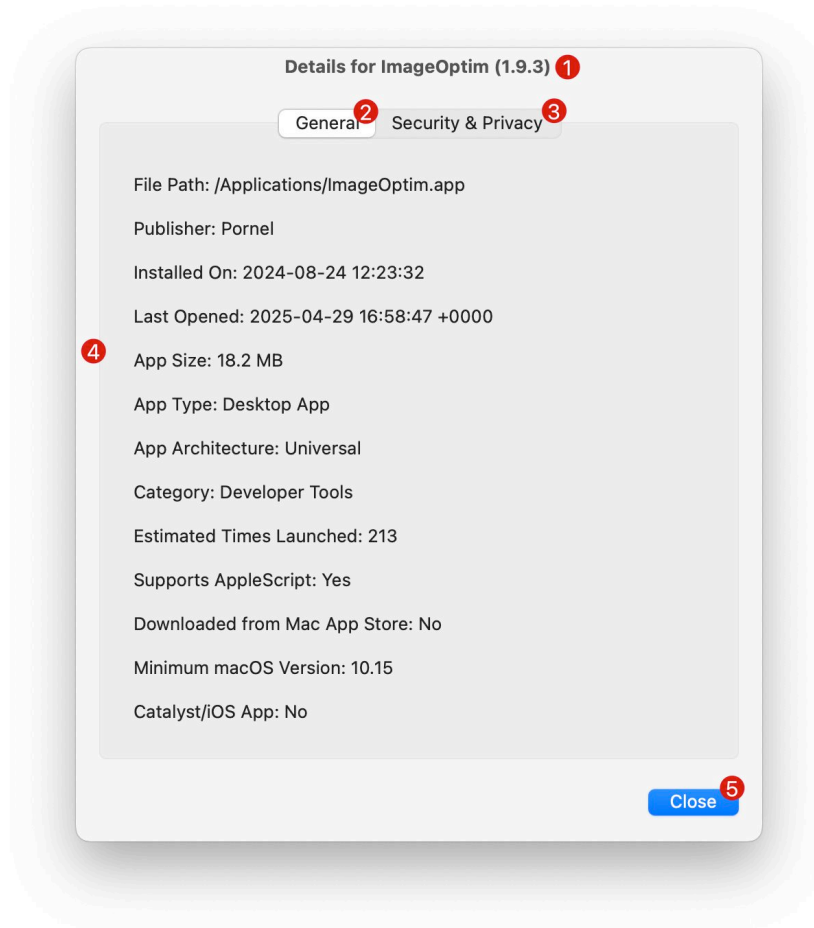 Details for ImageOptim (1.9.3) 1
General 2 Security & Privacy 3
File Path: /Applications/ImageOptim.app
Publisher: Pornel
Installed On: 2024-08-24 12:23:32
Last Opened: 2025-04-29 16:58:47 +0000
4
App Size: 18.2 MB
App Type: Desktop App
App Architecture: Universal
Category: Developer Tools
Estimated Times Launched: 213
Supports AppleScript: Yes
Downloaded from Mac App Store: No
Minimum macOS Version: 10.15
Catalyst/iOS App: No
Close 5